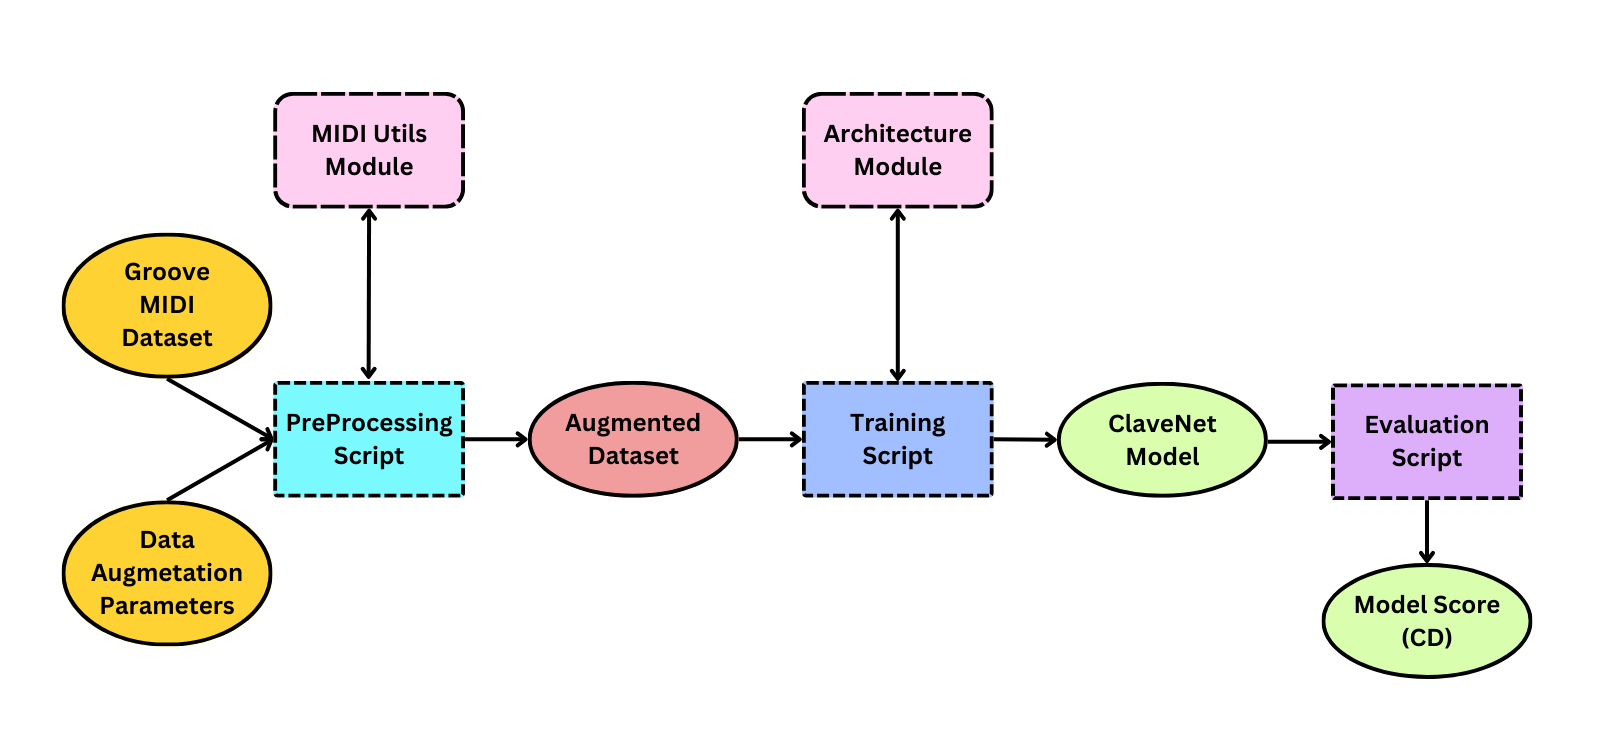 MIDI Utils
Module
Architecture
Module
Groove
MIDI
Dataset
PreProcessing
Script
Augmented
Dataset
Training
Script
ClaveNet
Model
Evaluation
Script
Data
Augmetation
Parameters
Model Score
(CD)